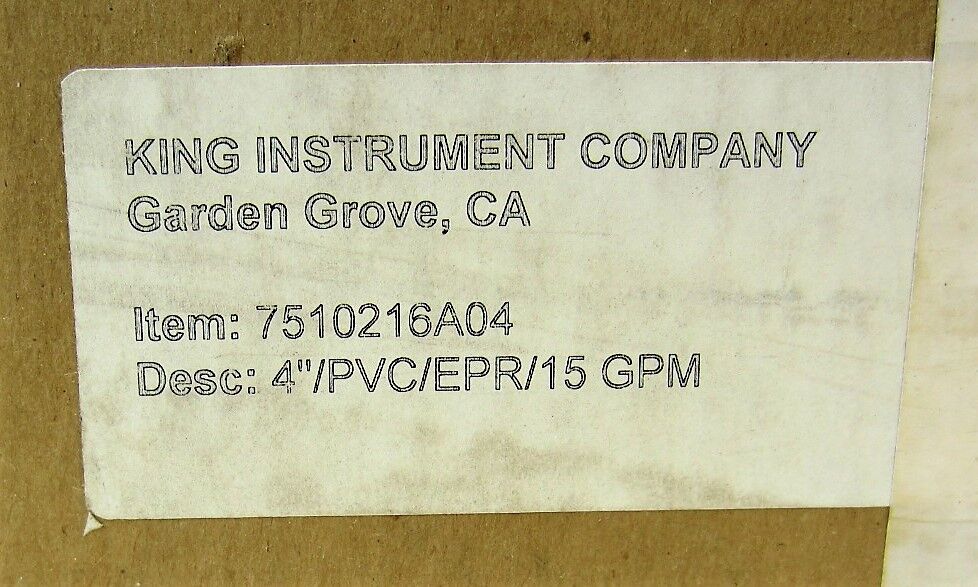 KING INSTRUMENT COMPANY
Garden Grove, CA
Item: 7510216A04
Desc: 4"/PVC/EPR/15 GPM